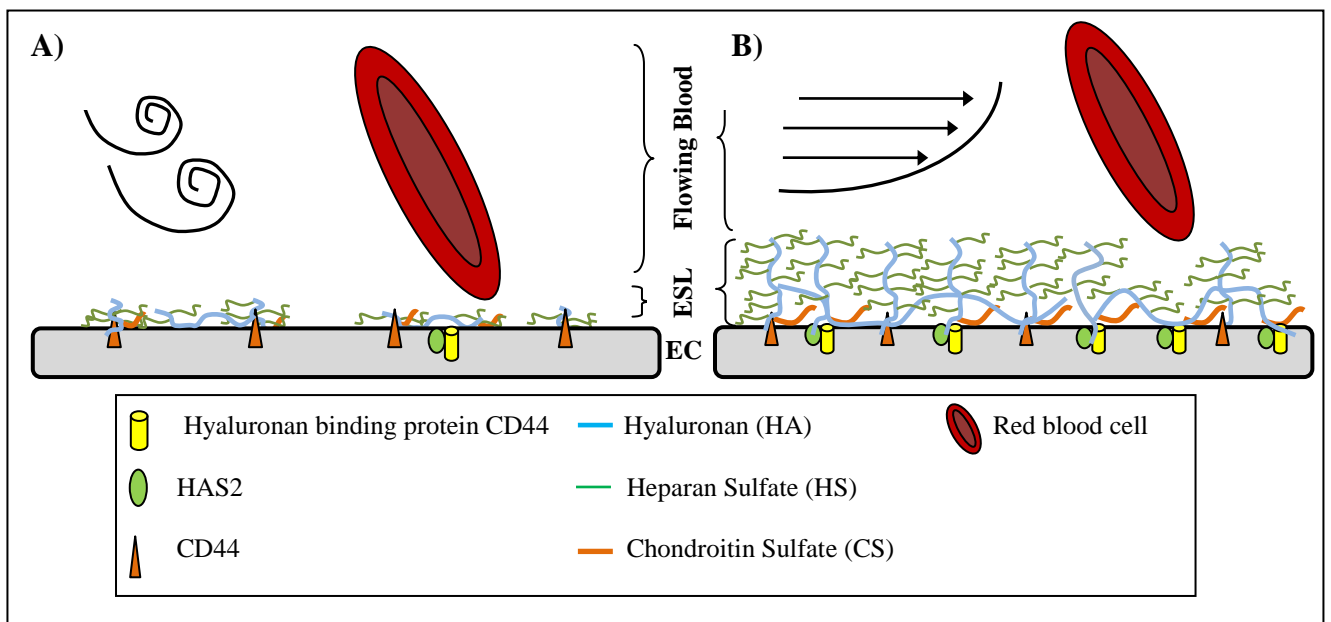 A)
B)
Flowing Blood
ESL
EC
Hyaluronan binding protein CD44
Hyaluronan (HA)
Red blood cell
HAS2
Heparan Sulfate (HS)
CD44
Chondroitin Sulfate (CS)